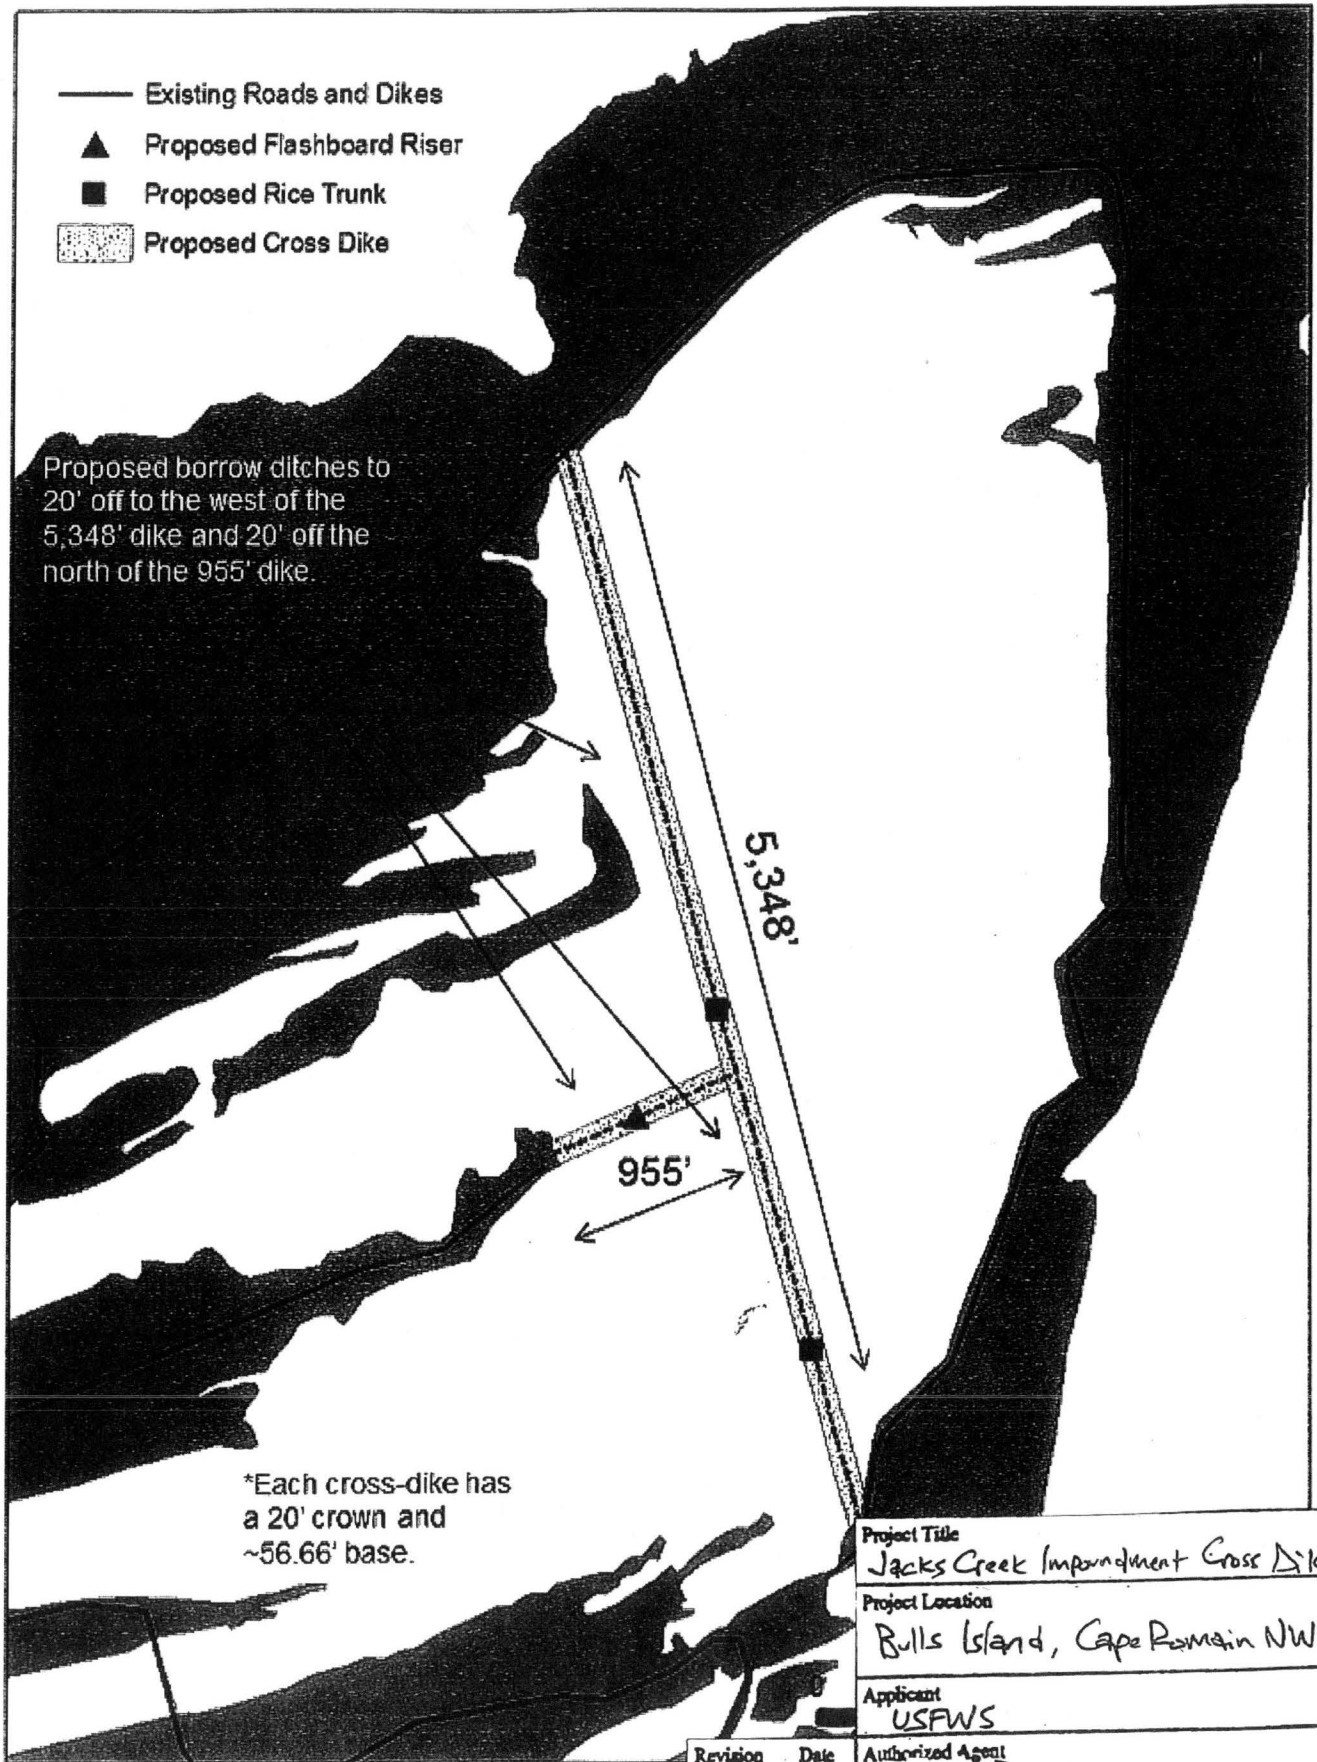 Existing Roads and Dikes
Proposed Flashboard Riser
Proposed Rice Trunk
Proposed Cross Dike
Proposed borrow ditches to
20' off to the west of the
5,348' dike and 20' off the
north of the 955' dike.
5,348'
955'
*Each cross-dike has
a 20' crown and
~56.66' base.
Project Title
Jacks Creek Impoundment Cross
Project Location
Bulls Island, Cape Romain
Applicant
USFWS
Revision Date
Authorized Agent